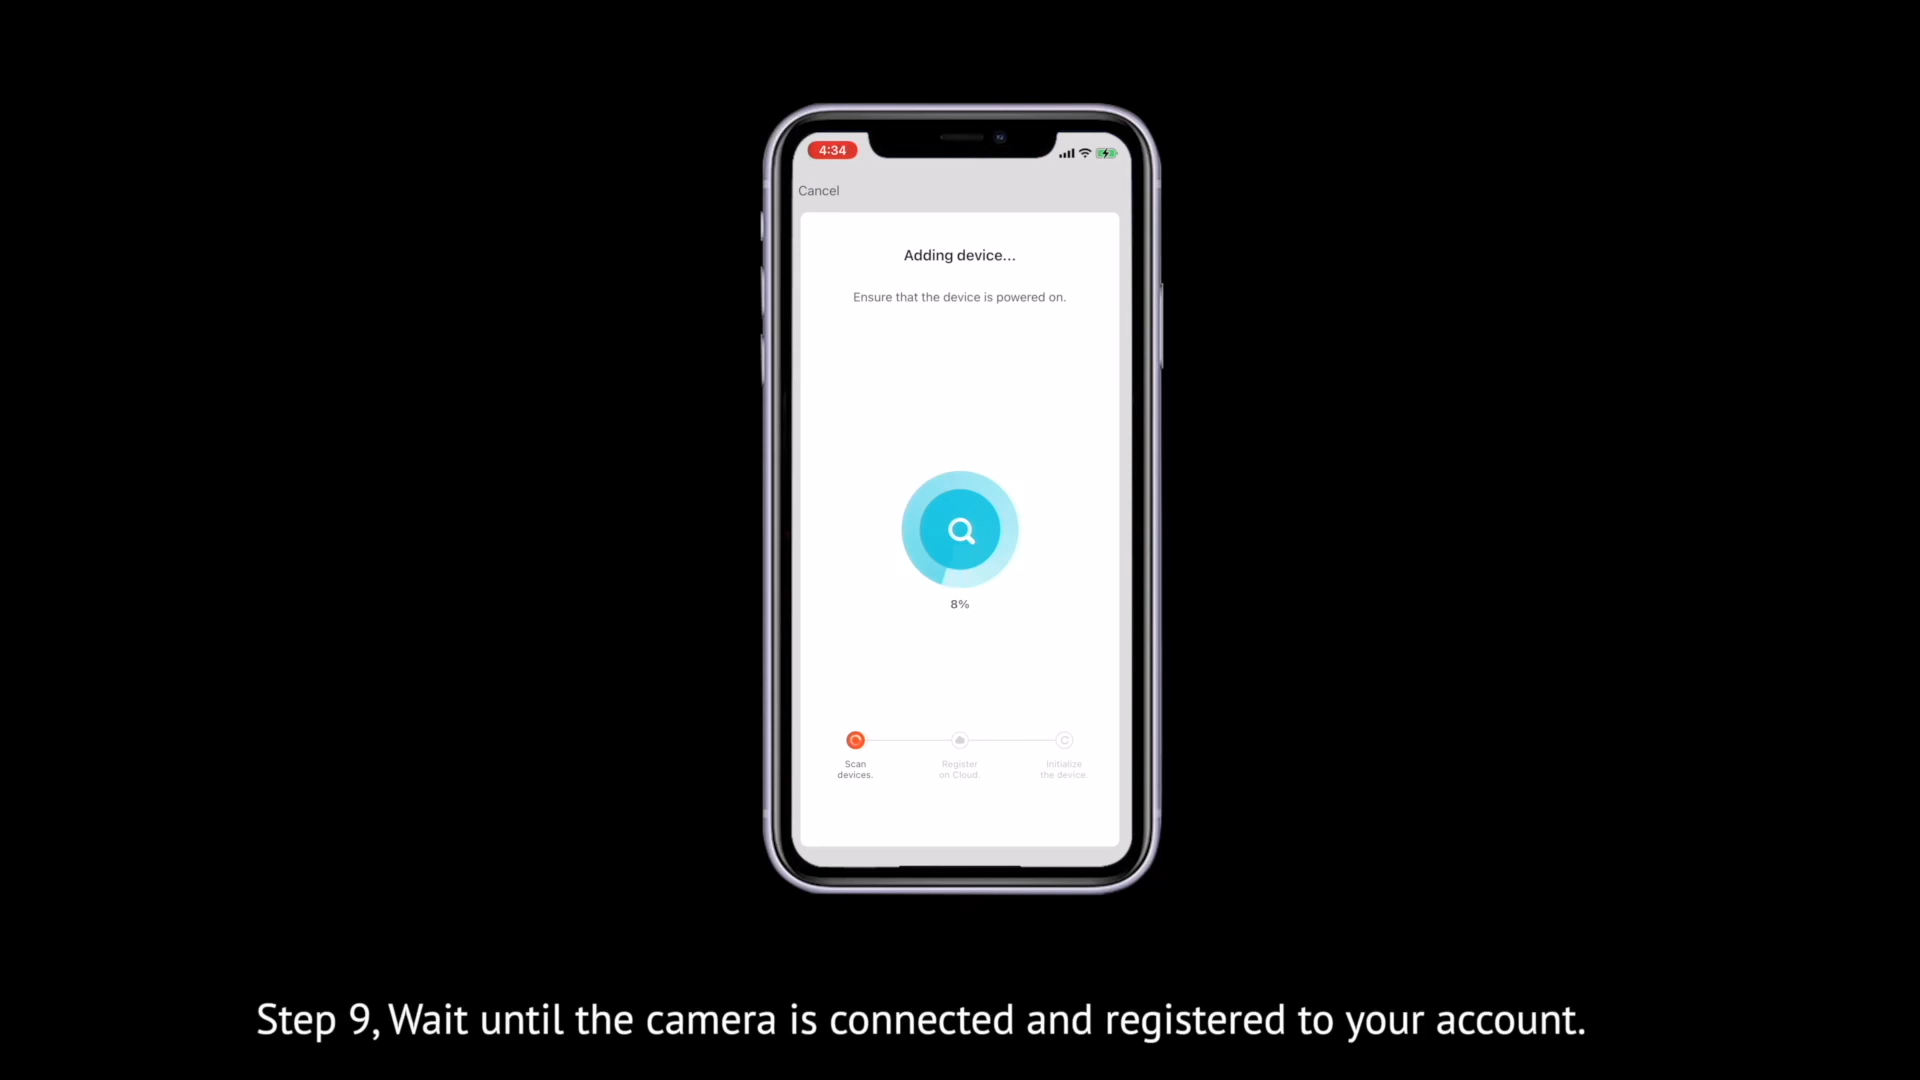 4:34
Cancel
Adding device...
Ensure that the device is powered on.
8%
Scan
devices.
Register
on Cloud.
Initialize
the device.
Step 9, Wait until the camera is connected and registered to your account.